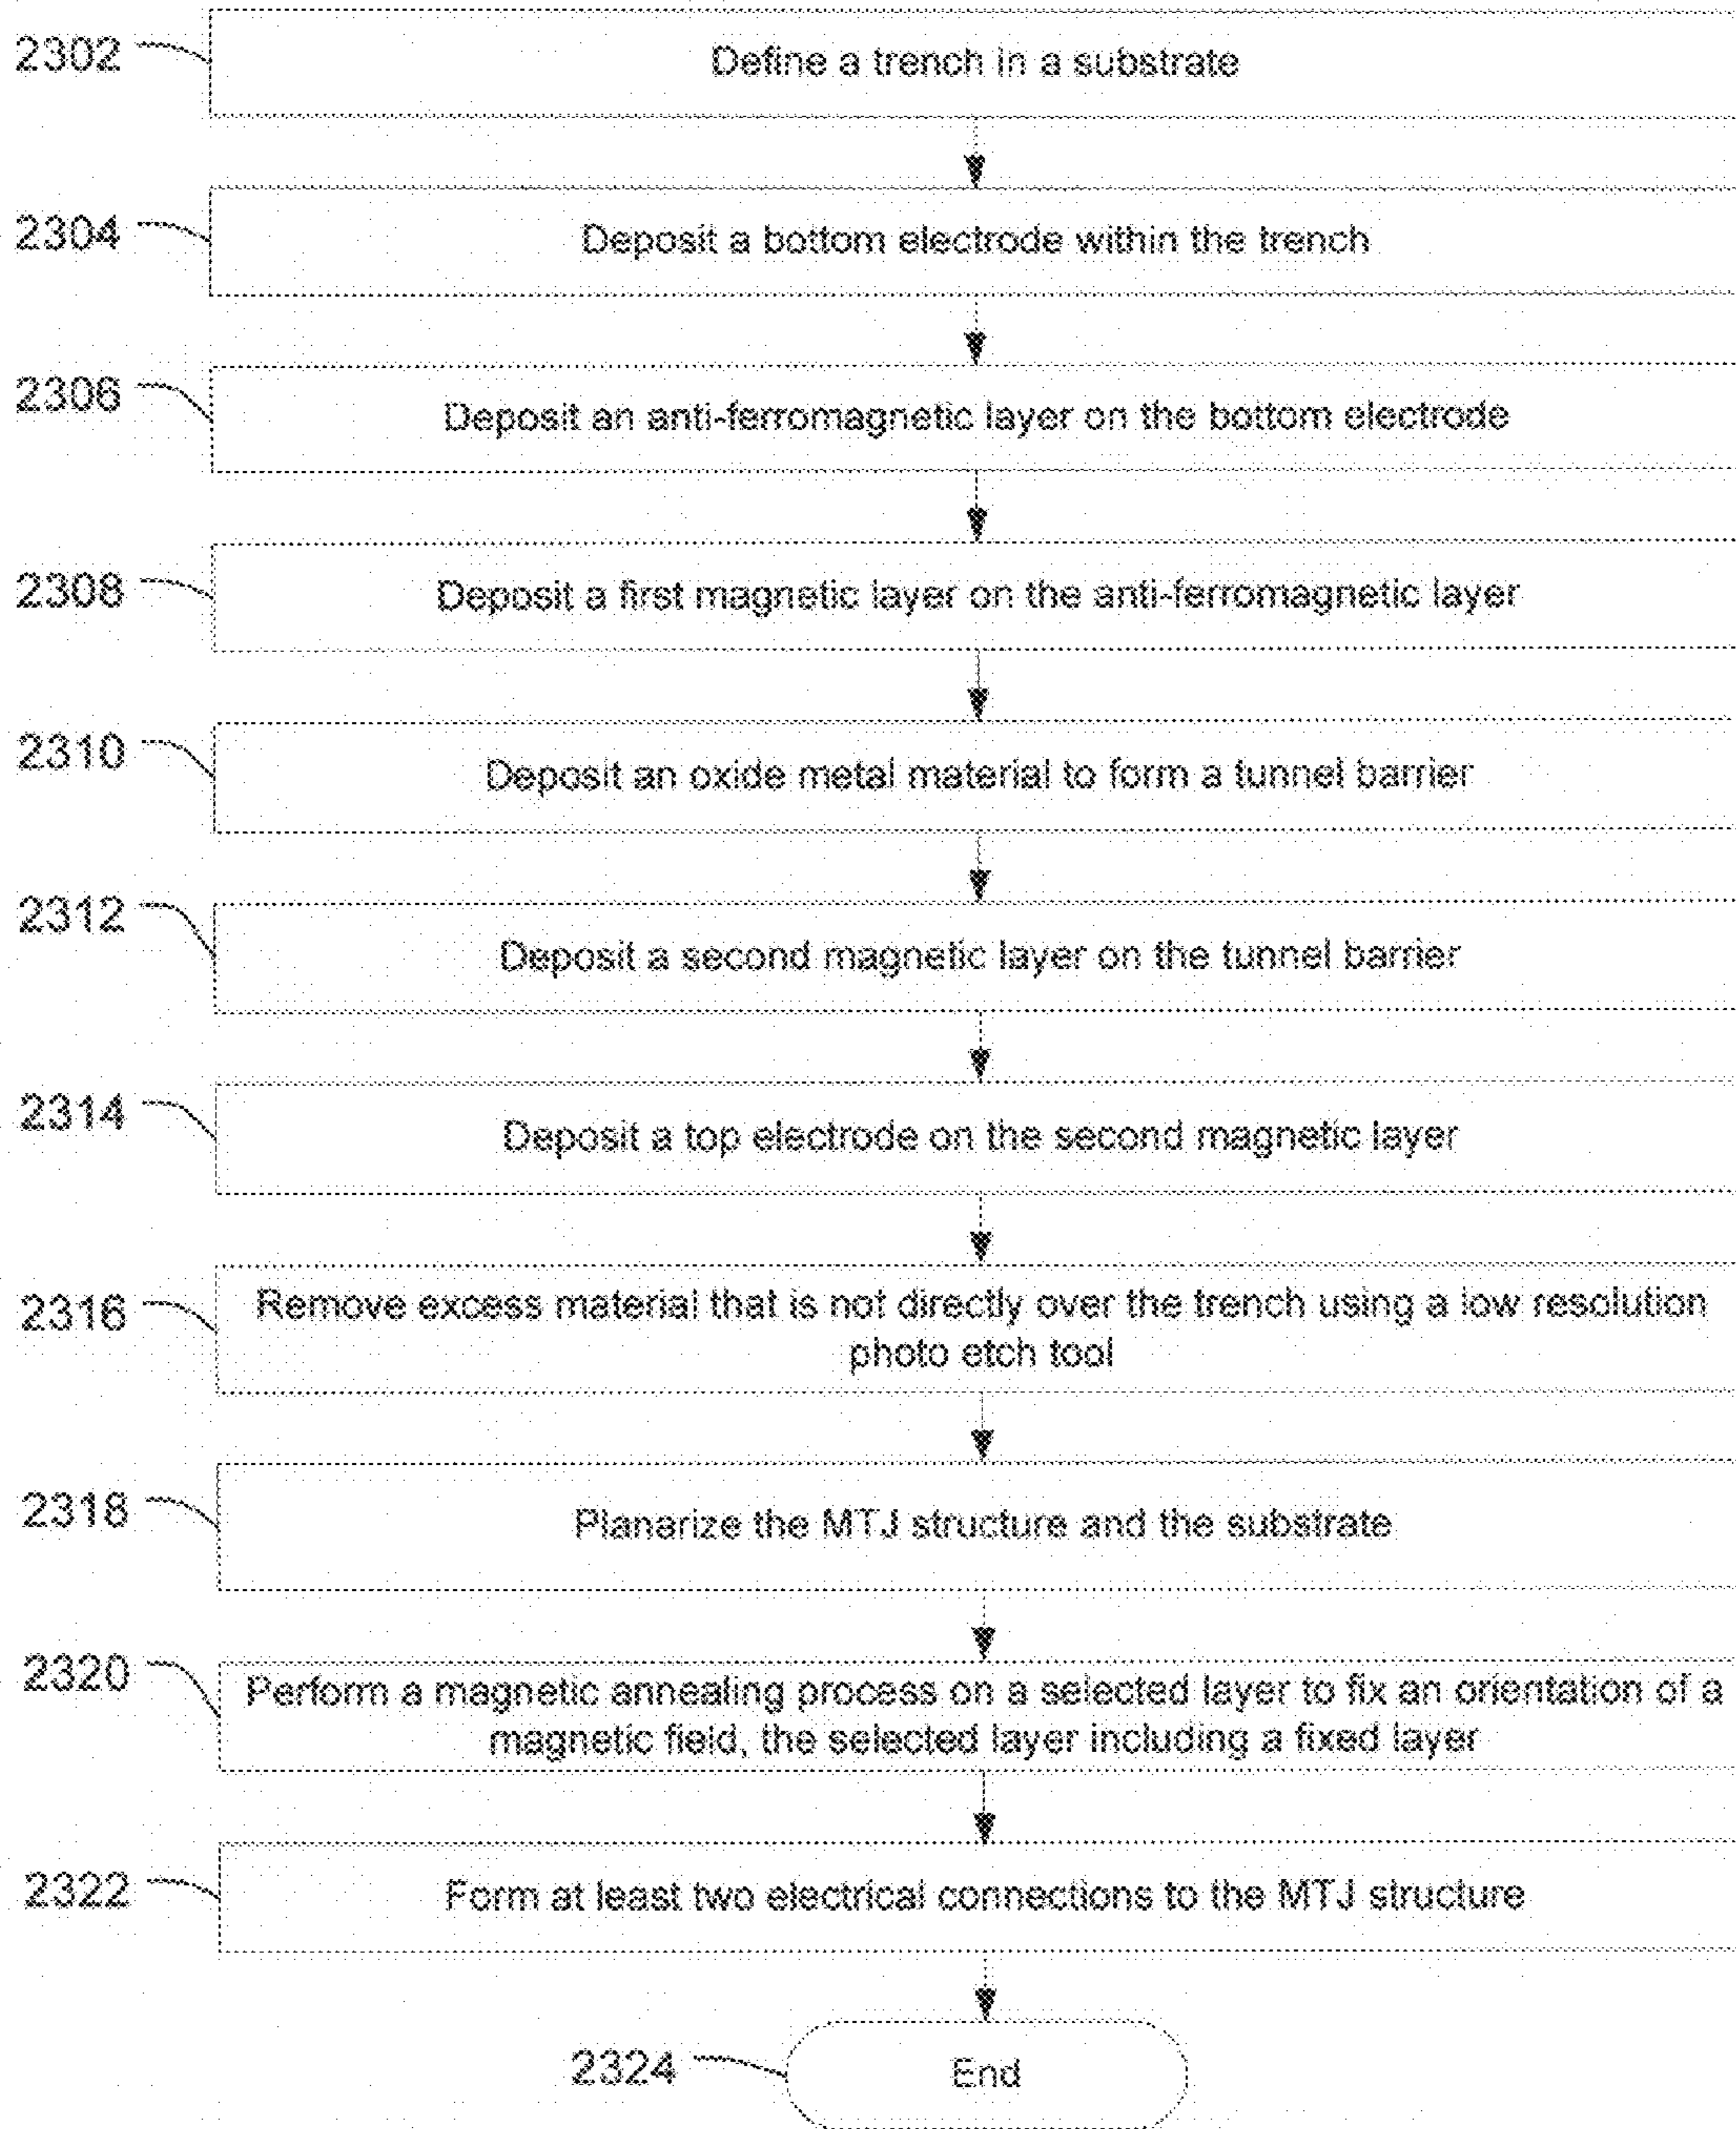 2302
Define a trench in a substrate
2304
Deposit a bottom electrode within the trench
2306
Deposit an anti-ferromagnetic layer on the bottom electrode
2308
Deposit a first magnetic layer on the anti-ferromagnetic layer
2310
Deposit an oxide metal material to form a tunnel barrier
2312
Deposit a second magnetic layer on the tunnel barrier
2314
Deposit a top electrode on the second magnetic layer
2316
Remove excess material that is not directly over the trench using a low resolution
photo etch tool
2318
Planarize the MTJ structure and the substrate
2320
Perform a magnetic annealing process on a selected layer to fix an orientation of a
magnetic field, the selected layer including a fixed layer
2322
Form at least two electrical connections to the MTJ structure
2324
End